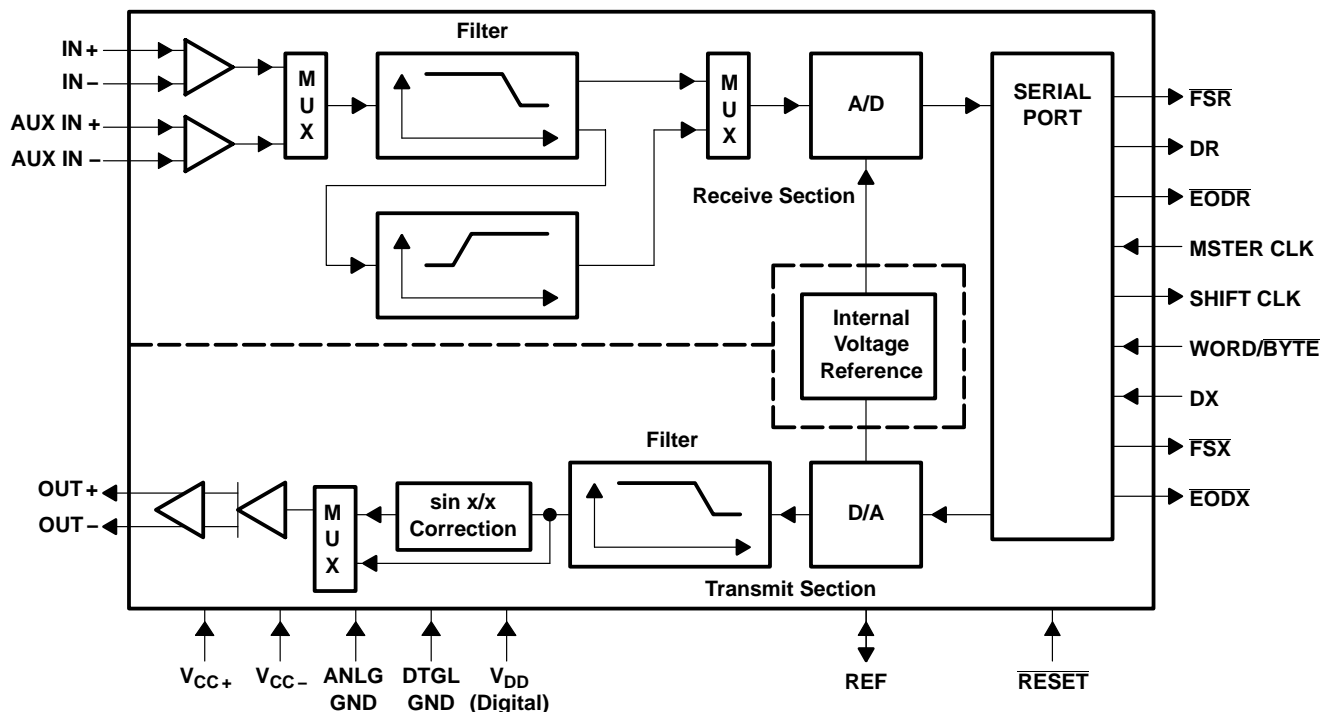 Filter
IN+
IN–
AUX IN+
AUX IN–
M
U
X
M
U
X
A/D
SERIAL
PORT
Receive Section
Internal
Voltage
Reference
FSR
DR
EODR
MSTER CLK
SHIFT CLK
WORD/BYTE
DX
FSX
EODX
Filter
OUT+
OUT–
M
U
X
sin x/x
Correction
D/A
Transmit Section
VCC+
VCC–
ANLG
GND
DTGL
GND
VDD
(Digital)
REF
RESET